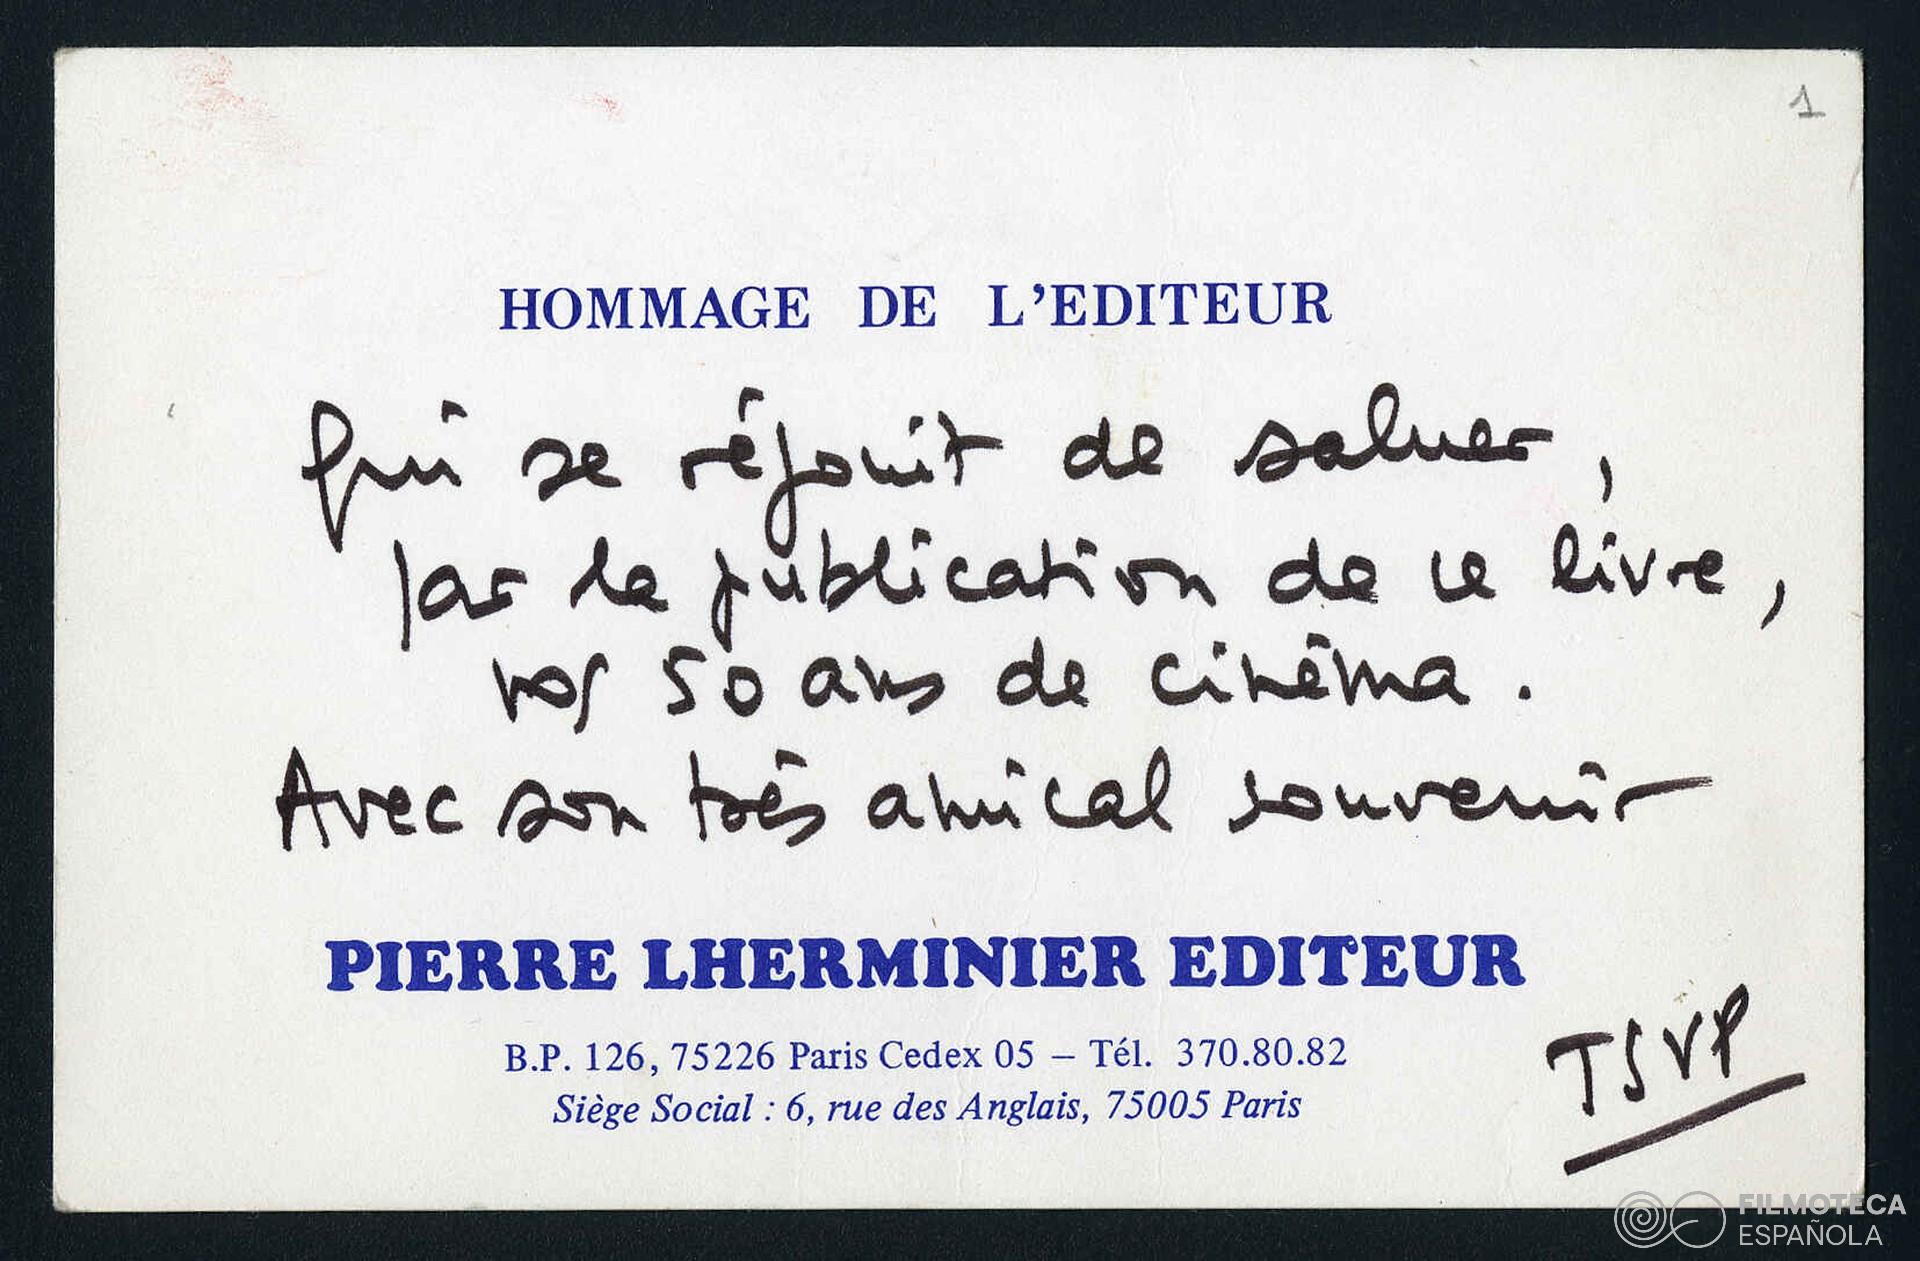 1
HOMMAGE DE L'EDITEUR
qui se réjouit de saluer,
par la publication de ce livre,
vos 50 ans de cinéma.
Avec son très amical souvenir
PIERRE LHERMINIER EDITEUR
B.P. 126, 75226 Paris Cedex 05 – Tél. 370.80.82
Siège Social : 6, rue des Anglais, 75005 Paris
TSVP
FILMOTECA
ESPAÑOLA